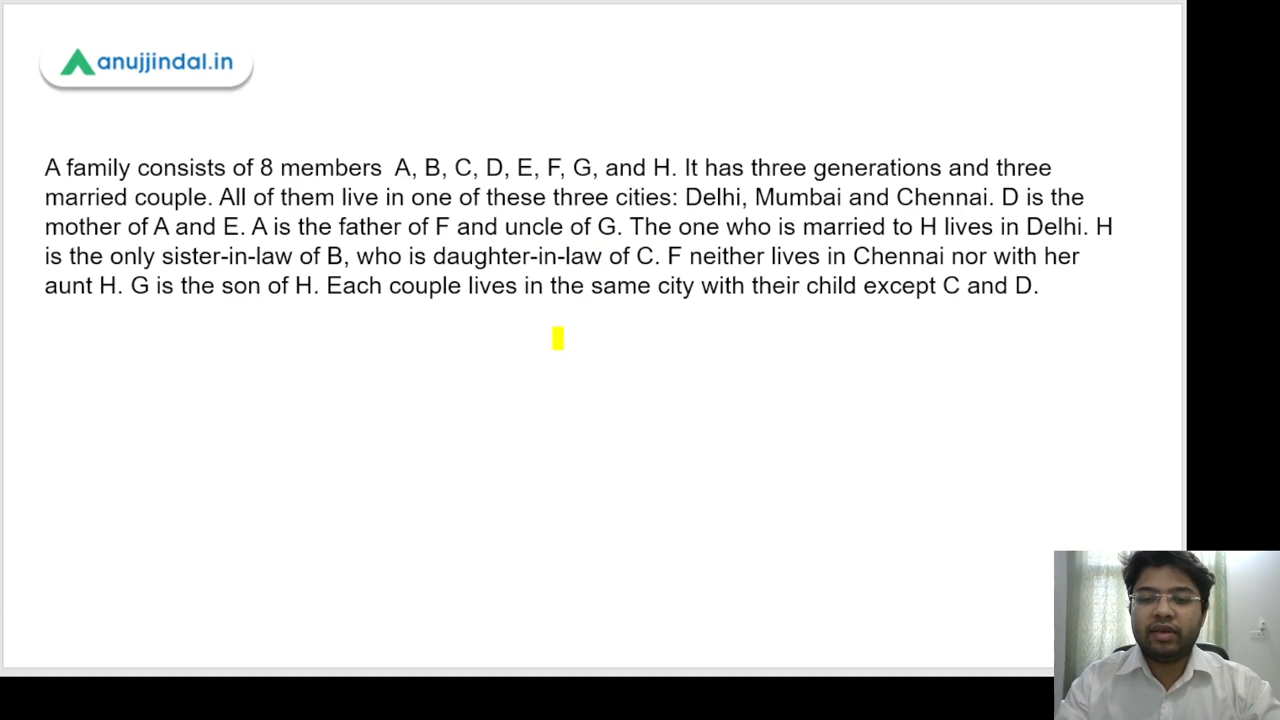 anujjindal.in
A family consists of 8 members A, B, C, D, E, F, G, and H. It has three generations and three
married couple. All of them live in one of these three cities: Delhi, Mumbai and Chennai. D is the
mother of A and E. A is the father of F and uncle of G. The one who is married to H lives in Delhi. H
is the only sister-in-law of B, who is daughter-in-law of C. F neither lives in Chennai nor with her
aunt H. G is the son of H. Each couple lives in the same city with their child except C and D.